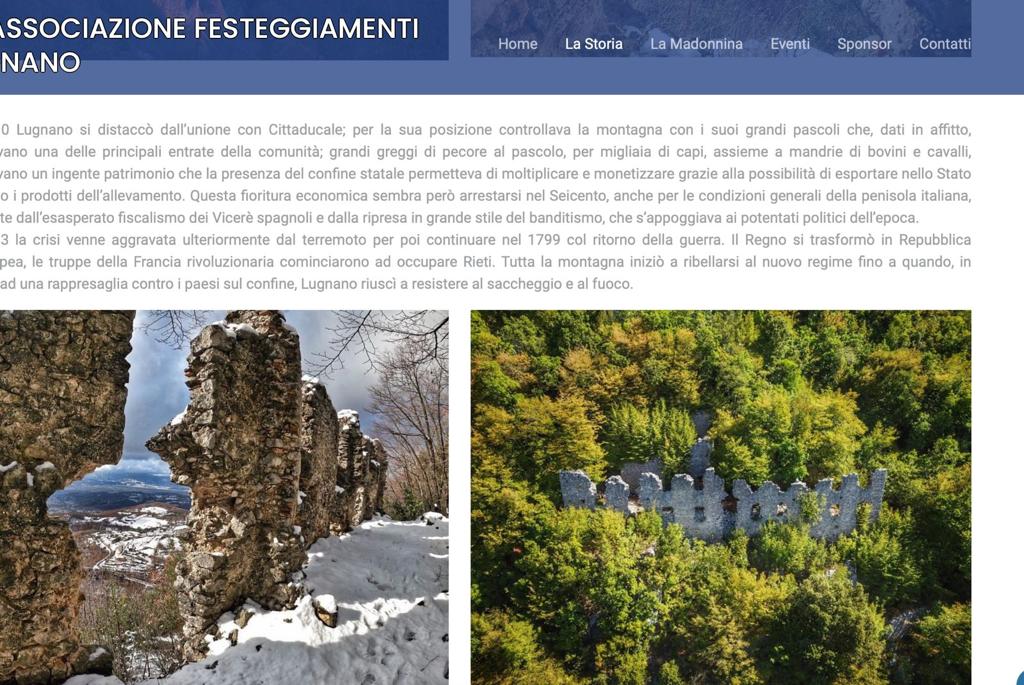 ASSOCIAZIONE FESTEGGIAMENTI
NANO
Home La Storia La Madonnina Eventi Sponsor Contatti
0 Lugnano si distaccò dall'unione con Cittaducale; per la sua posizione controllava la montagna con i suoi grandi pascoli che, dati in affitto,
vano una delle principali entrate della comunità; grandi greggi di pecore al pascolo, per migliaia di capi, assieme a mandrie di bovini e cavalli,
vano un ingente patrimonio che la presenza del confine statale permetteva di moltiplicare e monetizzare grazie alla possibilità di esportare nello Stato
o i prodotti dell'allevamento. Questa fioritura economica sembra però arrestarsi nel Seicento, anche per le condizioni generali della penisola italiana,
te dall'esasperato fiscalismo dei Vicerè spagnoli e dalla ripresa in grande stile del banditismo, che s'appoggiava ai potentati politici dell'epoca.
3 la crisi venne aggravata ulteriormente dal terremoto per poi continuare nel 1799 col ritorno della guerra. Il Regno si trasformò in Repubblica
pea, le truppe della Francia rivoluzionaria cominciarono ad occupare Rieti. Tutta la montagna iniziò a ribellarsi al nuovo regime fino a quando, in
ad una rappresaglia contro i paesi sul confine, Lugnano riuscì a resistere al saccheggio e al fuoco.